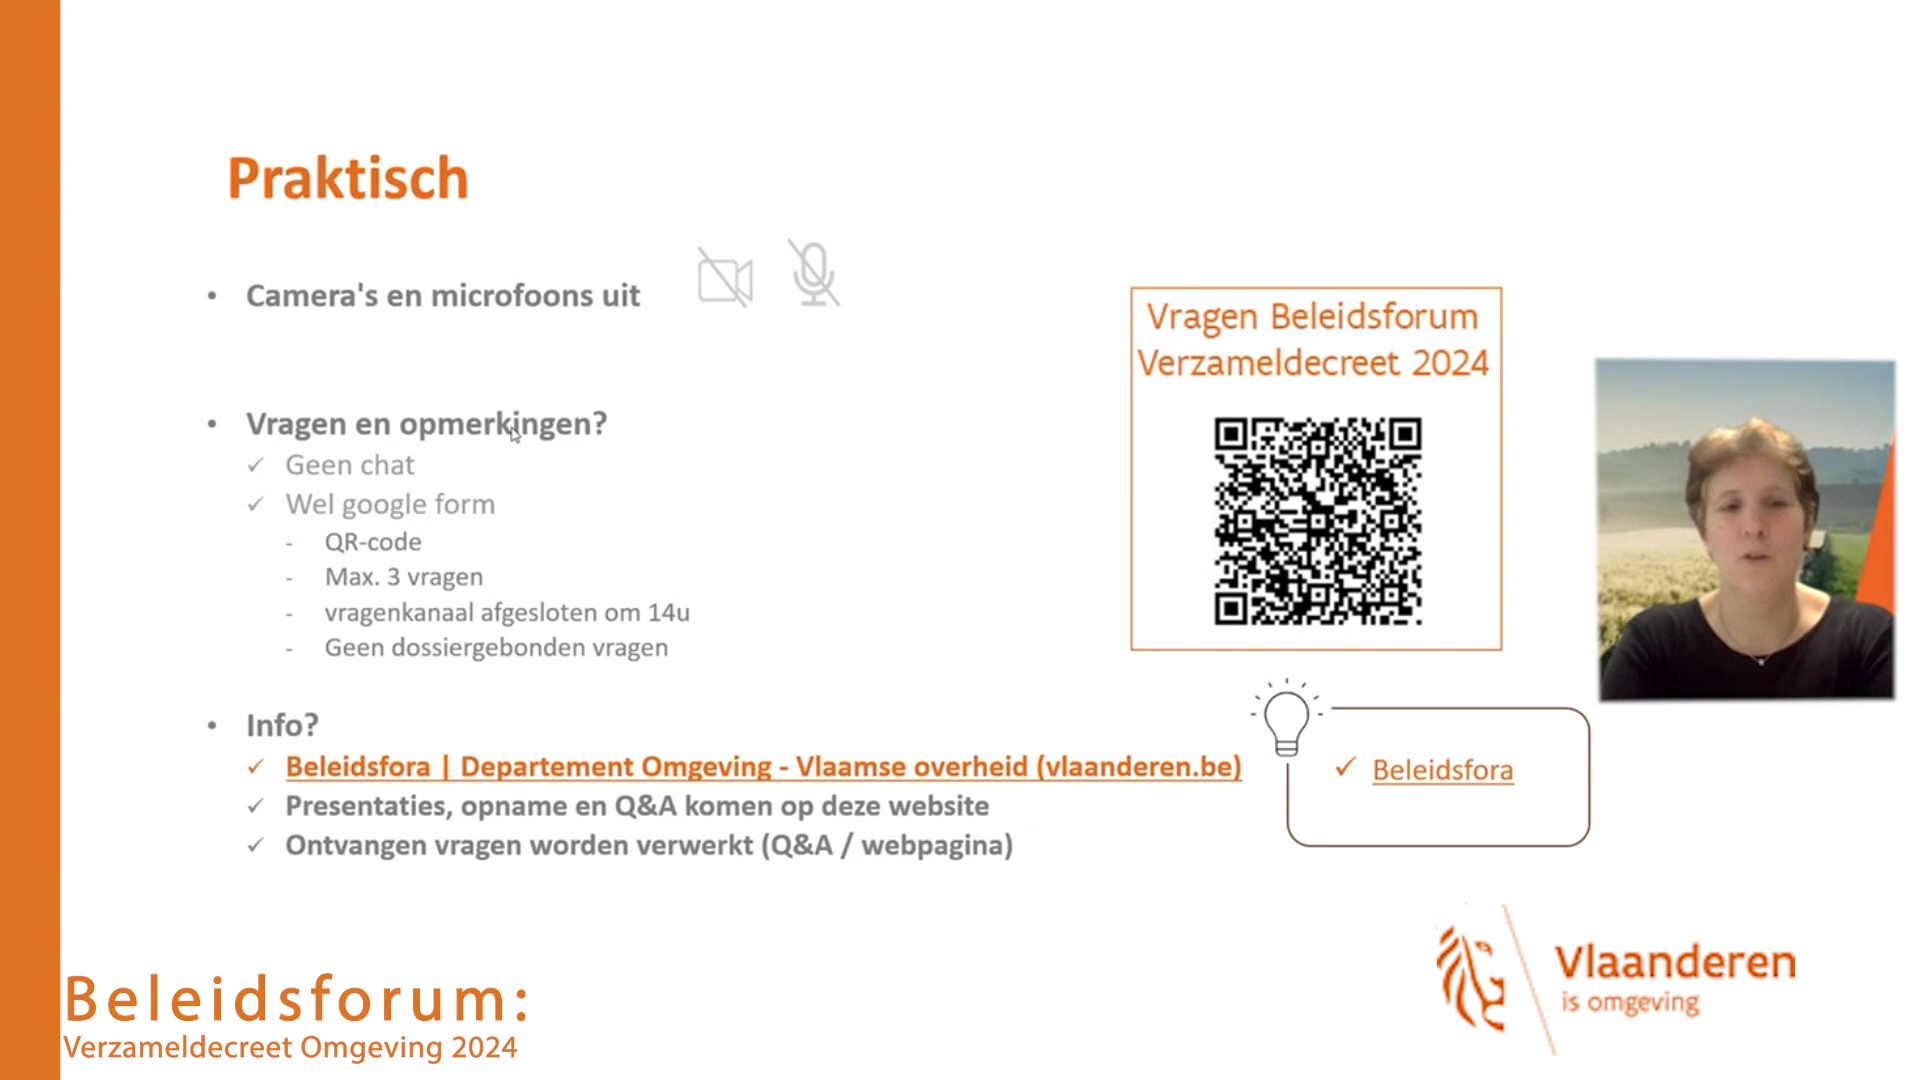 Praktisch
• Camera's en microfoons uit
• Vragen en opmerkingen?
✓ Geen chat
✓ Wel google form
- QR-code
- Max. 3 vragen
- vragenkanaal afgesloten om 14u
- Geen dossiergebonden vragen
• Info?
✓ Beleidsfora | Departement Omgeving - Vlaamse overheid (vlaanderen.be)
✓ Presentaties, opname en Q&A komen op deze website
✓ Ontvangen vragen worden verwerkt (Q&A / webpagina)
Vragen Beleidsforum
Verzameldecreet 2024
✓ Beleidsfora
Beleidsforum:
Verzameldecreet Omgeving 2024
Vlaanderen
is omgeving